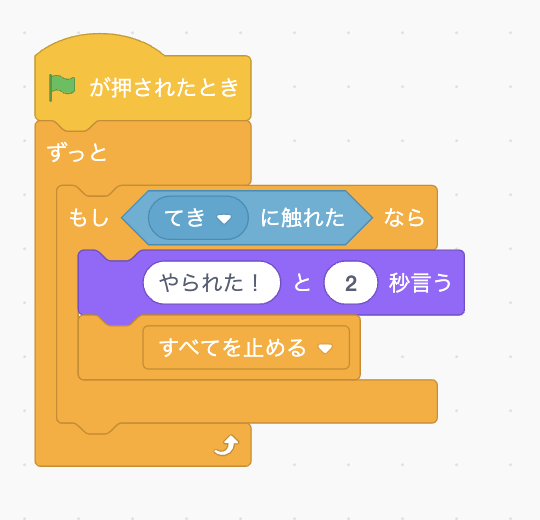 が押されたとき
ずっと
もし てき に触れた なら
やられた！ と 2 秒言う
すべてを止める